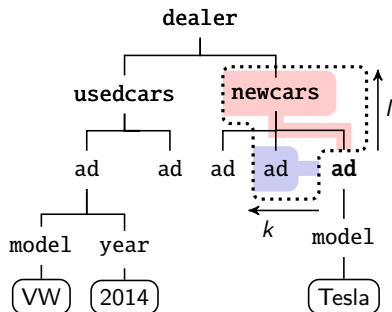 dealer
usedcars newcars l
ad ad ad ad ad
k
model year model
VW 2014 Tesla